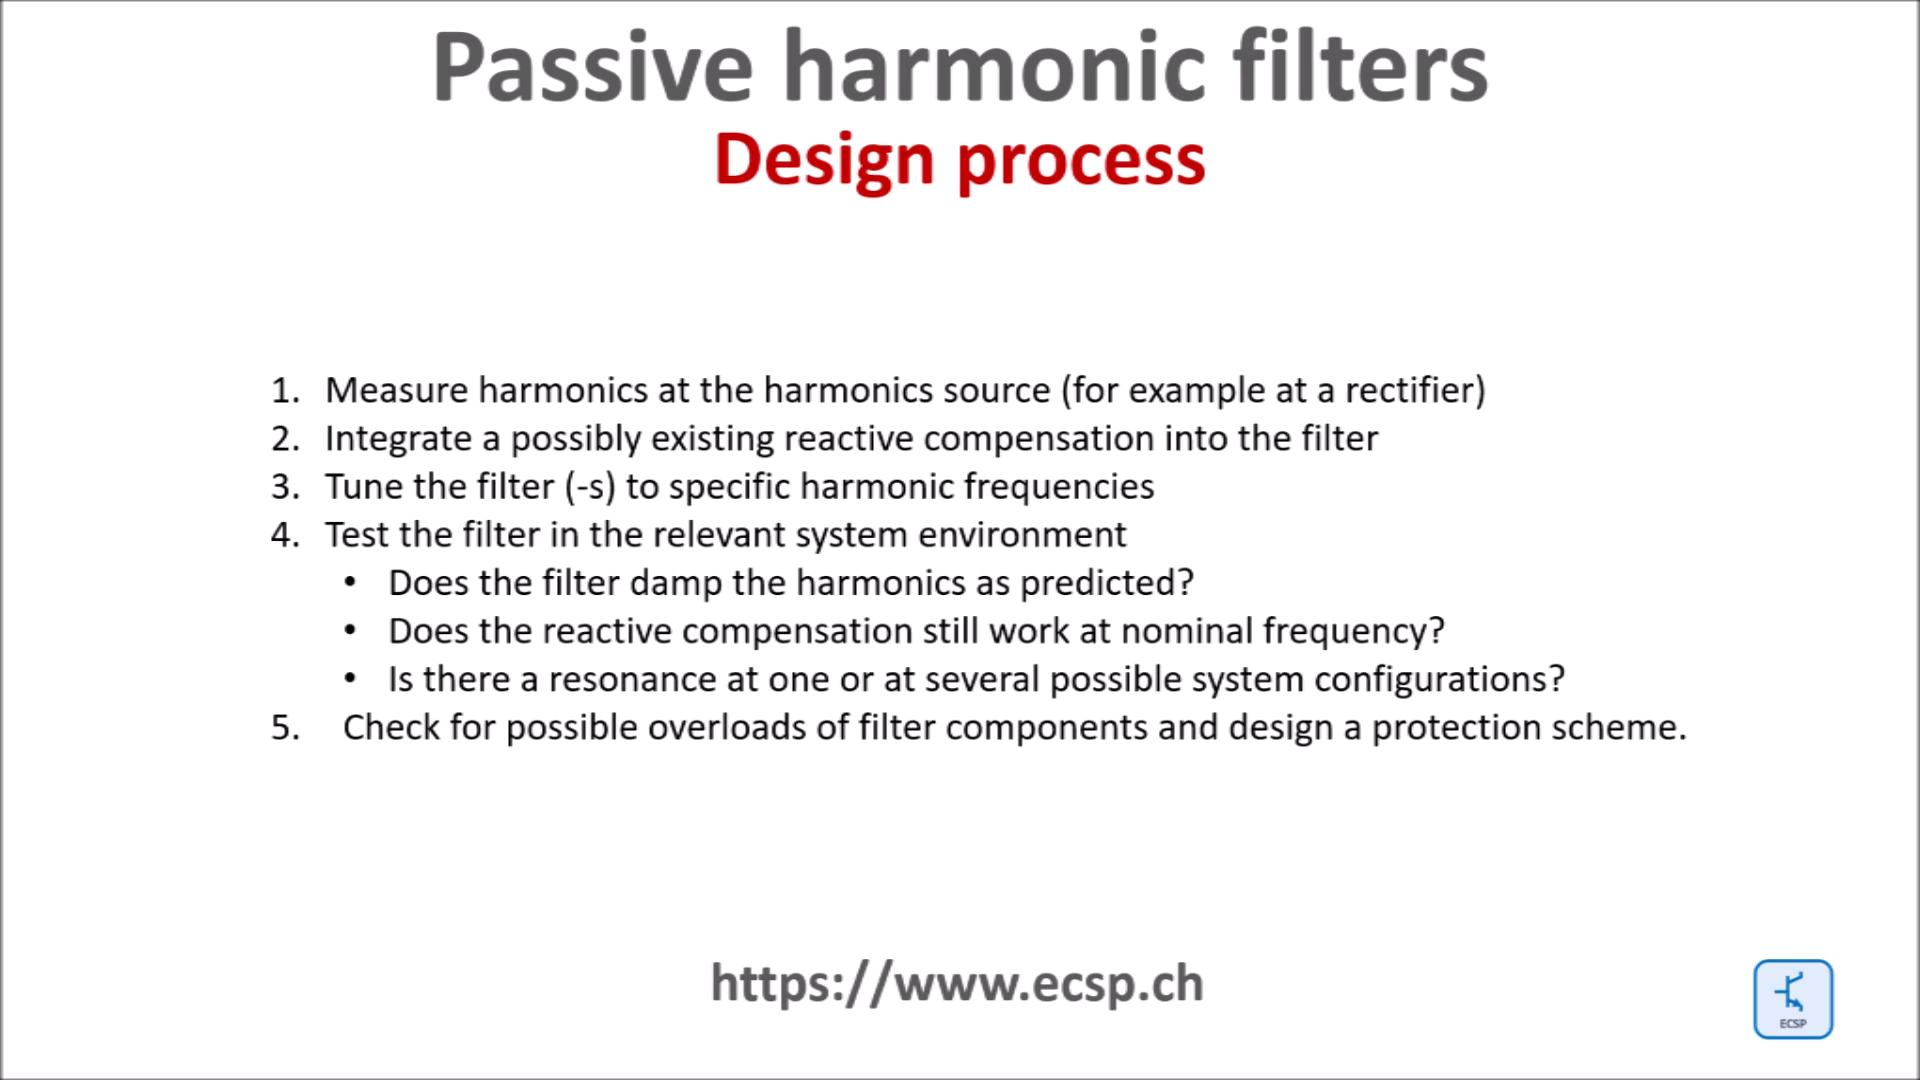 Passive harmonic filters
Design process
1. Measure harmonics at the harmonics source (for example at a rectifier)
2. Integrate a possibly existing reactive compensation into the filter
3. Tune the filter (-s) to specific harmonic frequencies
4. Test the filter in the relevant system environment
• Does the filter damp the harmonics as predicted?
• Does the reactive compensation still work at nominal frequency?
• Is there a resonance at one or at several possible system configurations?
5. Check for possible overloads of filter components and design a protection scheme.
https://www.ecsp.ch
ECSP